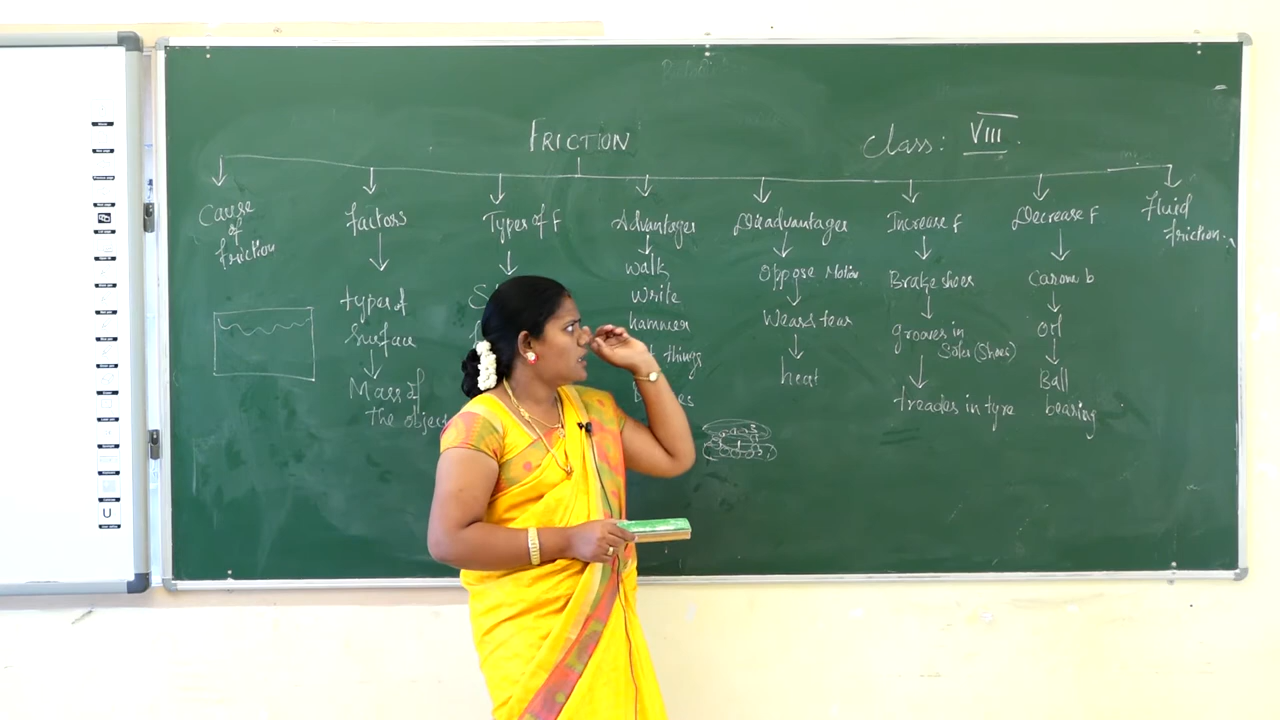 FRICTION
Class: VIII
Cause
of
friction
factors
types of
Surface
Mass of
the object
Types of F
Advantages
walk
write
hammer
things
Disadvantages
Oppose Motion
Wear & tear
heat
Increase F
Brake shoes
grooves in
Soles (Shoes)
treades in tyre
Decrease F
Carrom b
Oil
Ball
bearing
Fluid
friction.
U